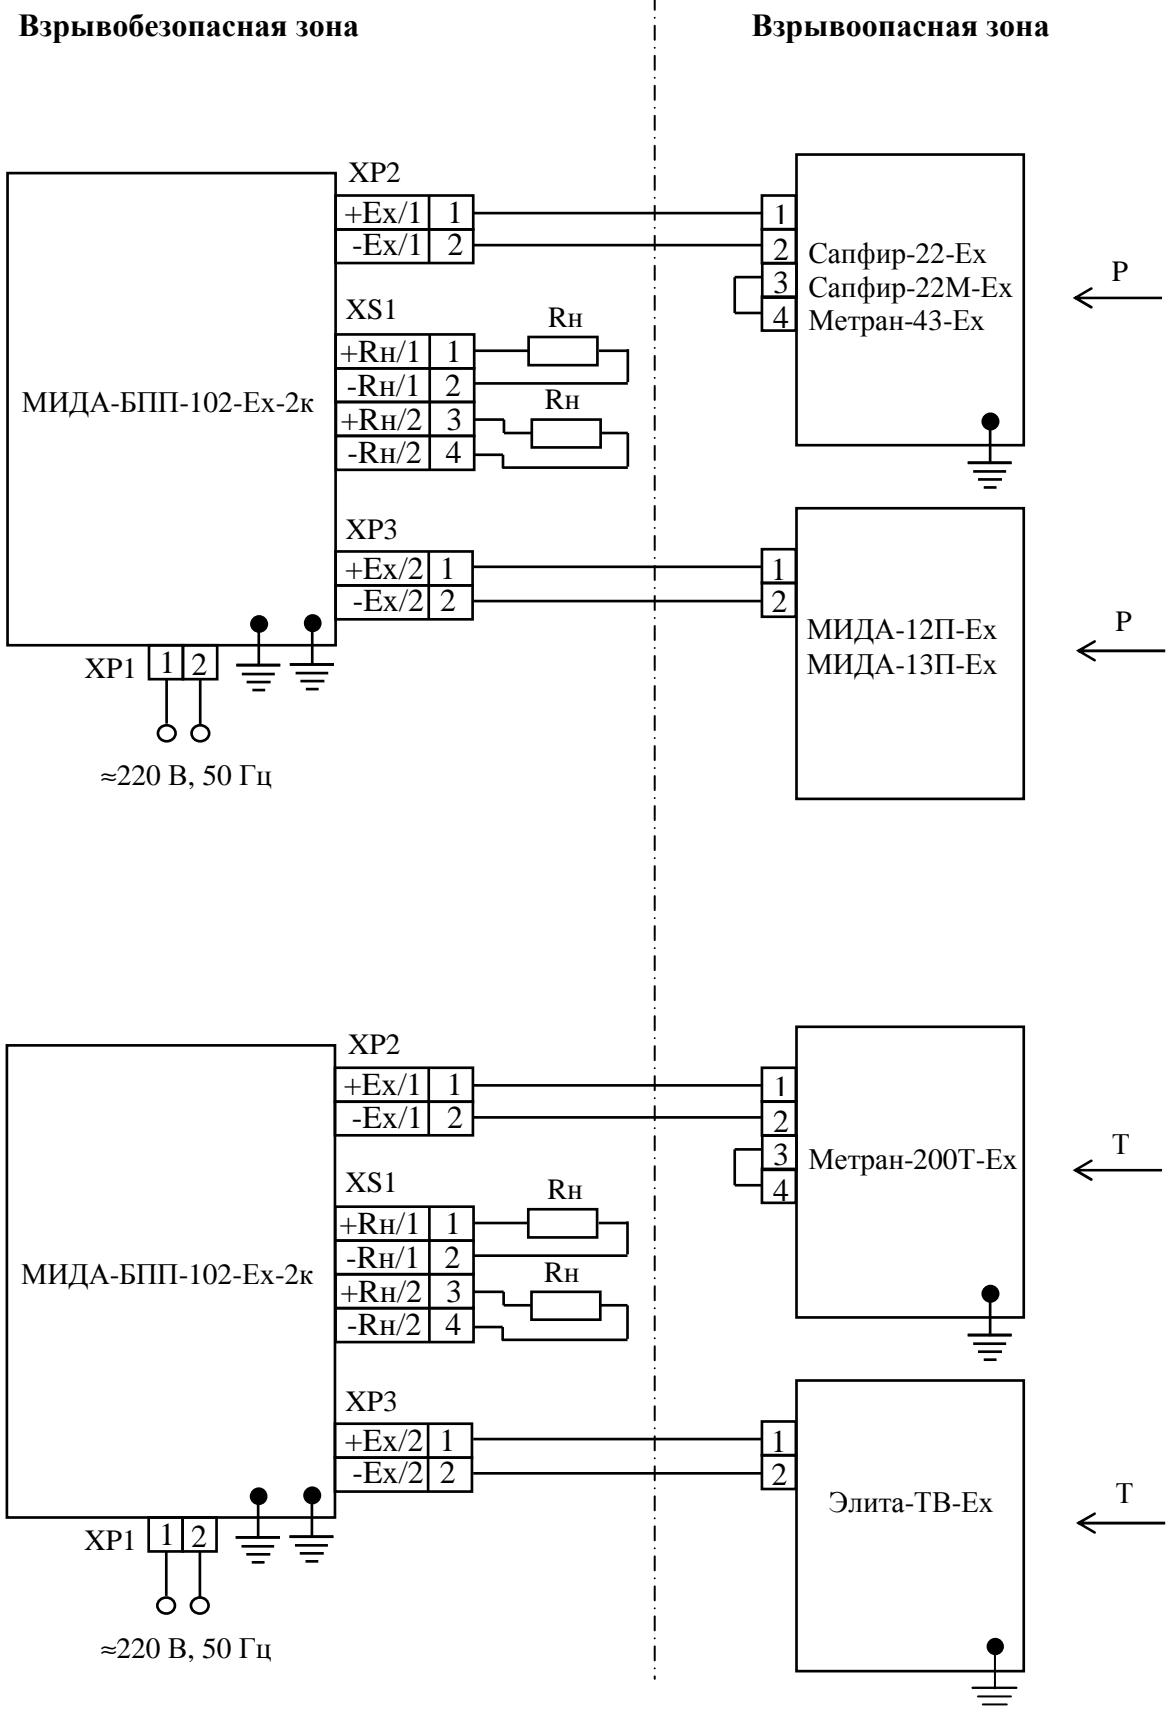 Взрывобезопасная зона
Взрывоопасная зона
XP2
+Ex/1 1
-Ex/1 2
XS1
+Rн/1 1
-Rн/1 2
+Rн/2 3
-Rн/2 4
Rн
Rн
МИДА-БПП-102-Ex-2к
XP3
+Ex/2 1
-Ex/2 2
XP1 1 2
≈220 В, 50 Гц
1
2
3
4
Сапфир-22-Ex
Сапфир-22М-Ex
Метран-43-Ex
P
1
2
МИДА-12П-Ex
МИДА-13П-Ex
P
XP2
+Ex/1 1
-Ex/1 2
XS1
+Rн/1 1
-Rн/1 2
+Rн/2 3
-Rн/2 4
Rн
Rн
МИДА-БПП-102-Ex-2к
XP3
+Ex/2 1
-Ex/2 2
XP1 1 2
≈220 В, 50 Гц
1
2
3
4
Метран-200Т-Ex
T
1
2
Элита-ТВ-Ex
T